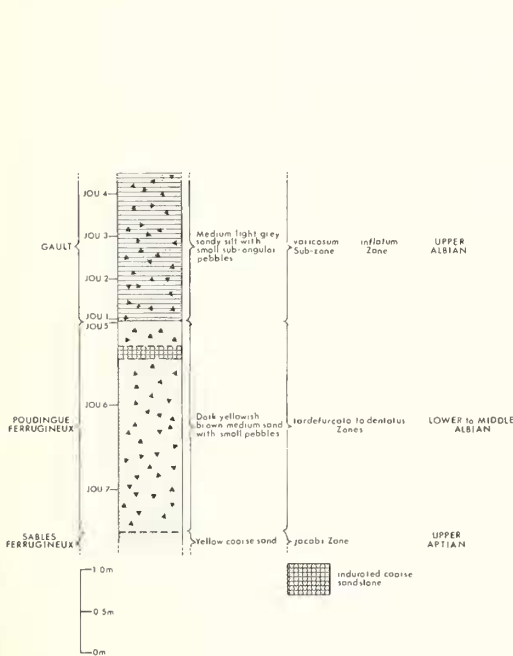 JOU 4
JOU 3
GAULT
Medium light grey
sandy silt with
small sub-angular
pebbles
varicosum
Sub-zone
inflatum
Zone
UPPER
ALBIAN
JOU 2
JOU 1
JOU 5
JOU 6
POUDINGUE
FERRUGINEUX
Dark yellowish
brown medium sand
with small pebbles
tardefurcata to dentatus
Zones
LOWER to MIDDLE
ALBIAN
JOU 7
SABLES
FERRUGINEUX
Yellow coarse sand
jacobi Zone
UPPER
APTIAN
1 0m
0 5m
0m
indurated coarse
sandstone